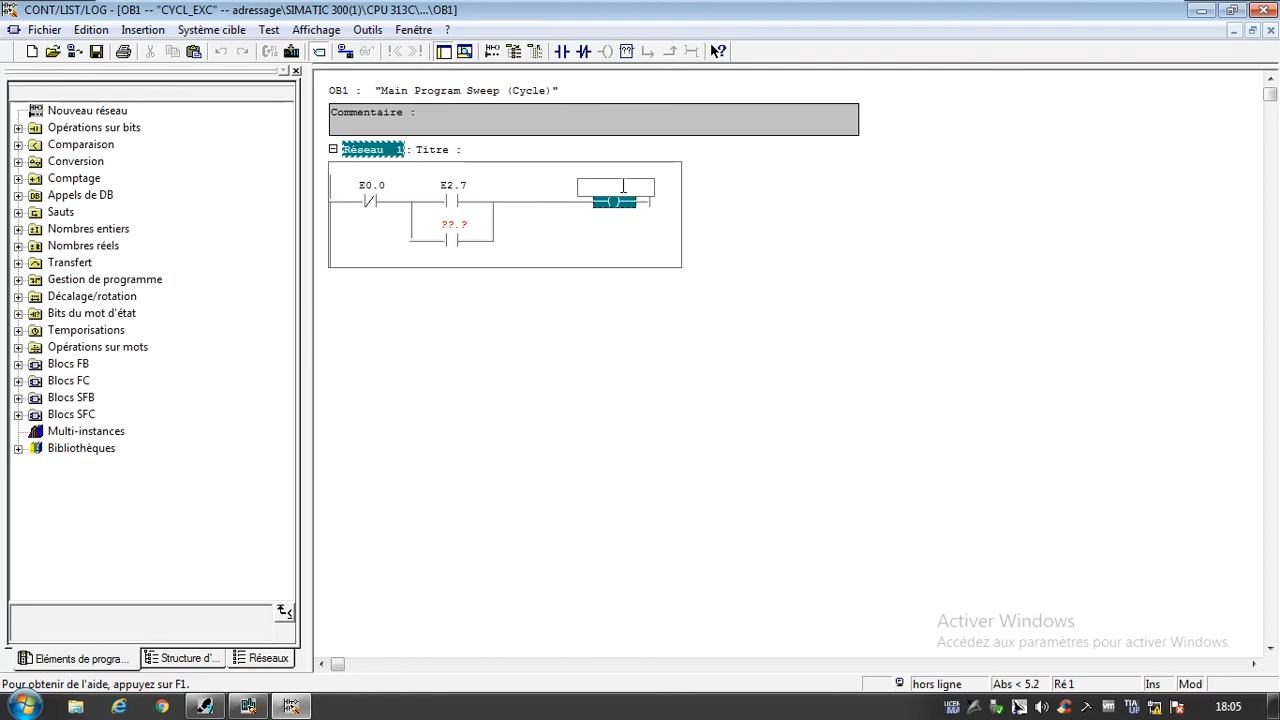 CONT/LIST/LOG - [OB1 -- "CYCL_EXC" -- adressage\SIMATIC 300(1)\CPU 313C\...\OB1]
Fichier Edition Insertion Système cible Test Affichage Outils Fenêtre ?
OB1 : "Main Program Sweep (Cycle)"
Commentaire :
Réseau 1 : Titre :
E0.0 E2.7
??.?
Nouveau réseau
Opérations sur bits
Comparaison
Conversion
Comptage
Appels de DB
Sauts
Nombres entiers
Nombres réels
Transfert
Gestion de programme
Décalage/rotation
Bits du mot d'état
Temporisations
Opérations sur mots
Blocs FB
Blocs FC
Blocs SFB
Blocs SFC
Multi-instances
Bibliothèques
Activer Windows
Accédez aux paramètres pour activer Windows.
Eléments de progra... Structure d'... Réseaux
Pour obtenir de l'aide, appuyez sur F1.
hors ligne Abs < 5.2 Ré 1 Ins Mod
18:05